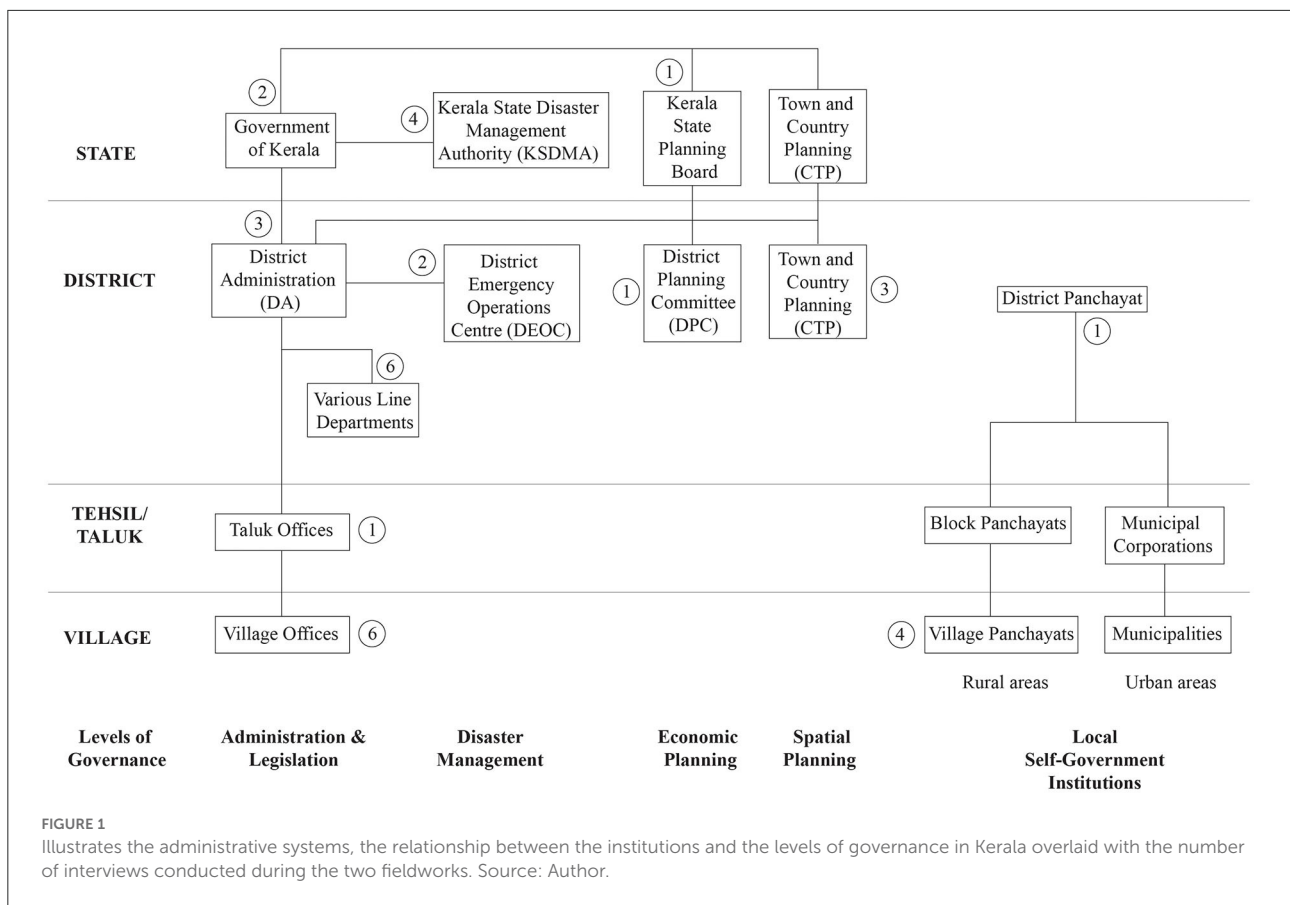 1
2
4
Government
of Kerala
Kerala State Disaster
Management
Authority (KSDMA)
Kerala
State
Planning
Board
Town and
Country
Planning
(CTP)
STATE
3
2
District
Administration
(DA)
District
Emergency
Operations
Centre (DEOC)
1
District
Planning
Committee
(DPC)
Town and
Country
Planning
(CTP)
3
DISTRICT
District Panchayat
1
6
Various Line
Departments
TEHSIL/
TALUK
Taluk Offices
1
Block Panchayats
Municipal
Corporations
VILLAGE
Village Offices
6
4
Village Panchayats
Municipalities
Rural areas
Urban areas
Levels of
Governance
Administration &
Legislation
Disaster
Management
Economic
Planning
Spatial
Planning
Local
Self-Government
Institutions
FIGURE 1
Illustrates the administrative systems, the relationship between the institutions and the levels of governance in Kerala overlaid with the number
of interviews conducted during the two fieldworks. Source: Author.